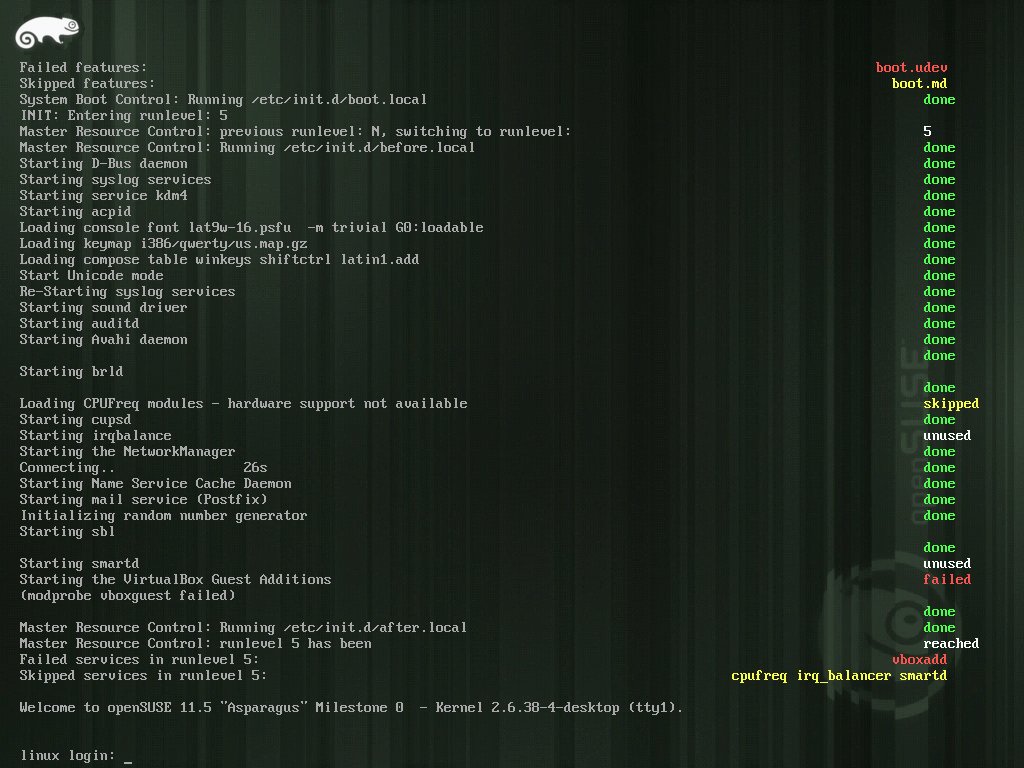 Failed features: boot.udev
Skipped features: boot.md
System Boot Control: Running /etc/init.d/boot.local done
INIT: Entering runlevel: 5
Master Resource Control: previous runlevel: N, switching to runlevel: 5
Master Resource Control: Running /etc/init.d/before.local done
Starting D-Bus daemon done
Starting syslog services done
Starting service kdm4 done
Starting acpid done
Loading console font lat9w-16.psfu  -m trivial G0:loadable done
Loading keymap i386/qwerty/us.map.gz done
Loading compose table winkeys shiftctrl latin1.add done
Start Unicode mode done
Re-Starting syslog services done
Starting sound driver done
Starting auditd done
Starting Avahi daemon done
done
Starting brld
done
Loading CPUFreq modules - hardware support not available skipped
Starting cupsd done
Starting irqbalance unused
Starting the NetworkManager done
Connecting.. 26s done
Starting Name Service Cache Daemon done
Starting mail service (Postfix) done
Initializing random number generator done
Starting sbl
done
Starting smartd unused
Starting the VirtualBox Guest Additions failed
(modprobe vboxguest failed)
done
Master Resource Control: Running /etc/init.d/after.local done
Master Resource Control: runlevel 5 has been reached
Failed services in runlevel 5: vboxadd
Skipped services in runlevel 5: cpufreq irq_balancer smartd
Welcome to openSUSE 11.5 "Asparagus" Milestone 0  - Kernel 2.6.38-4-desktop (tty1).
linux login: _
openSUSE